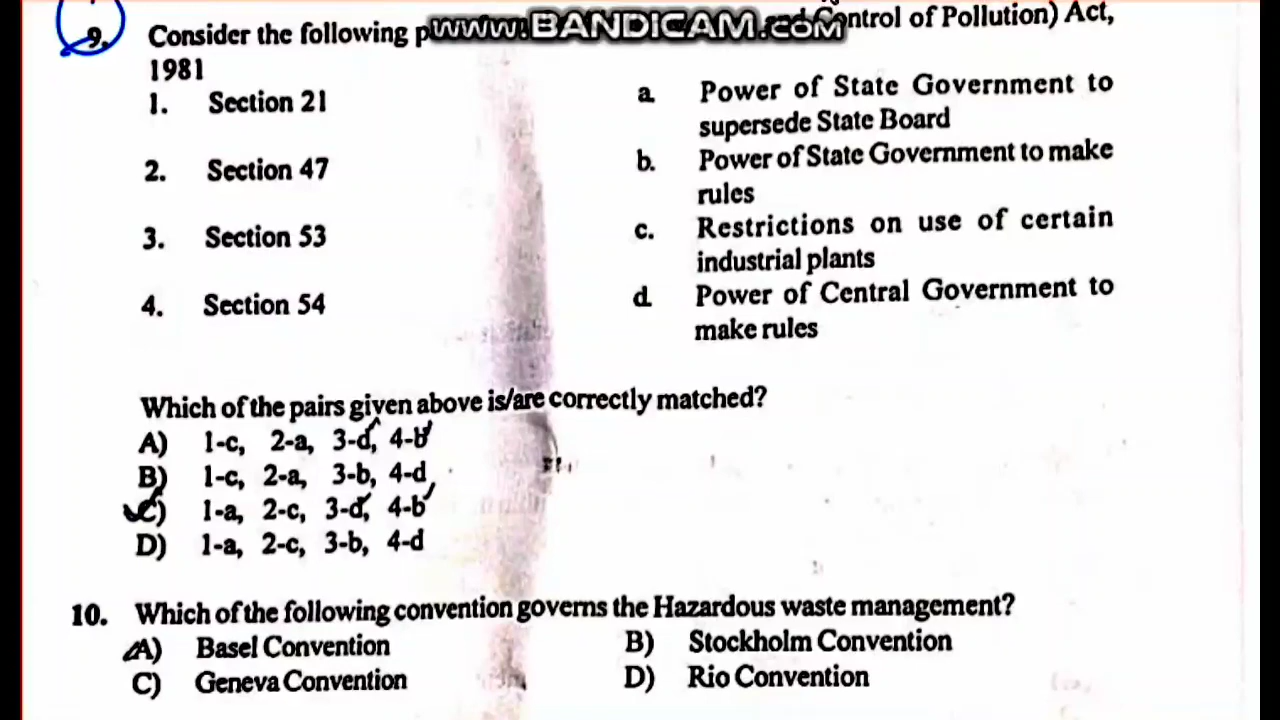 www.BANDICAM.com
9. Consider the following ntrol of Pollution) Act,
1981
1. Section 21 a Power of State Government to
supersede State Board
2. Section 47 b. Power of State Government to make
rules
3. Section 53 c. Restrictions on use of certain
industrial plants
4. Section 54 d Power of Central Government to
make rules
Which of the pairs given above is/are correctly matched?
A) 1-c, 2-a, 3-d, 4-b
B) 1-c, 2-a, 3-b, 4-d
C) 1-a, 2-c, 3-d, 4-b
D) 1-a, 2-c, 3-b, 4-d
10. Which of the following convention governs the Hazardous waste management?
A) Basel Convention B) Stockholm Convention
C) Geneva Convention D) Rio Convention